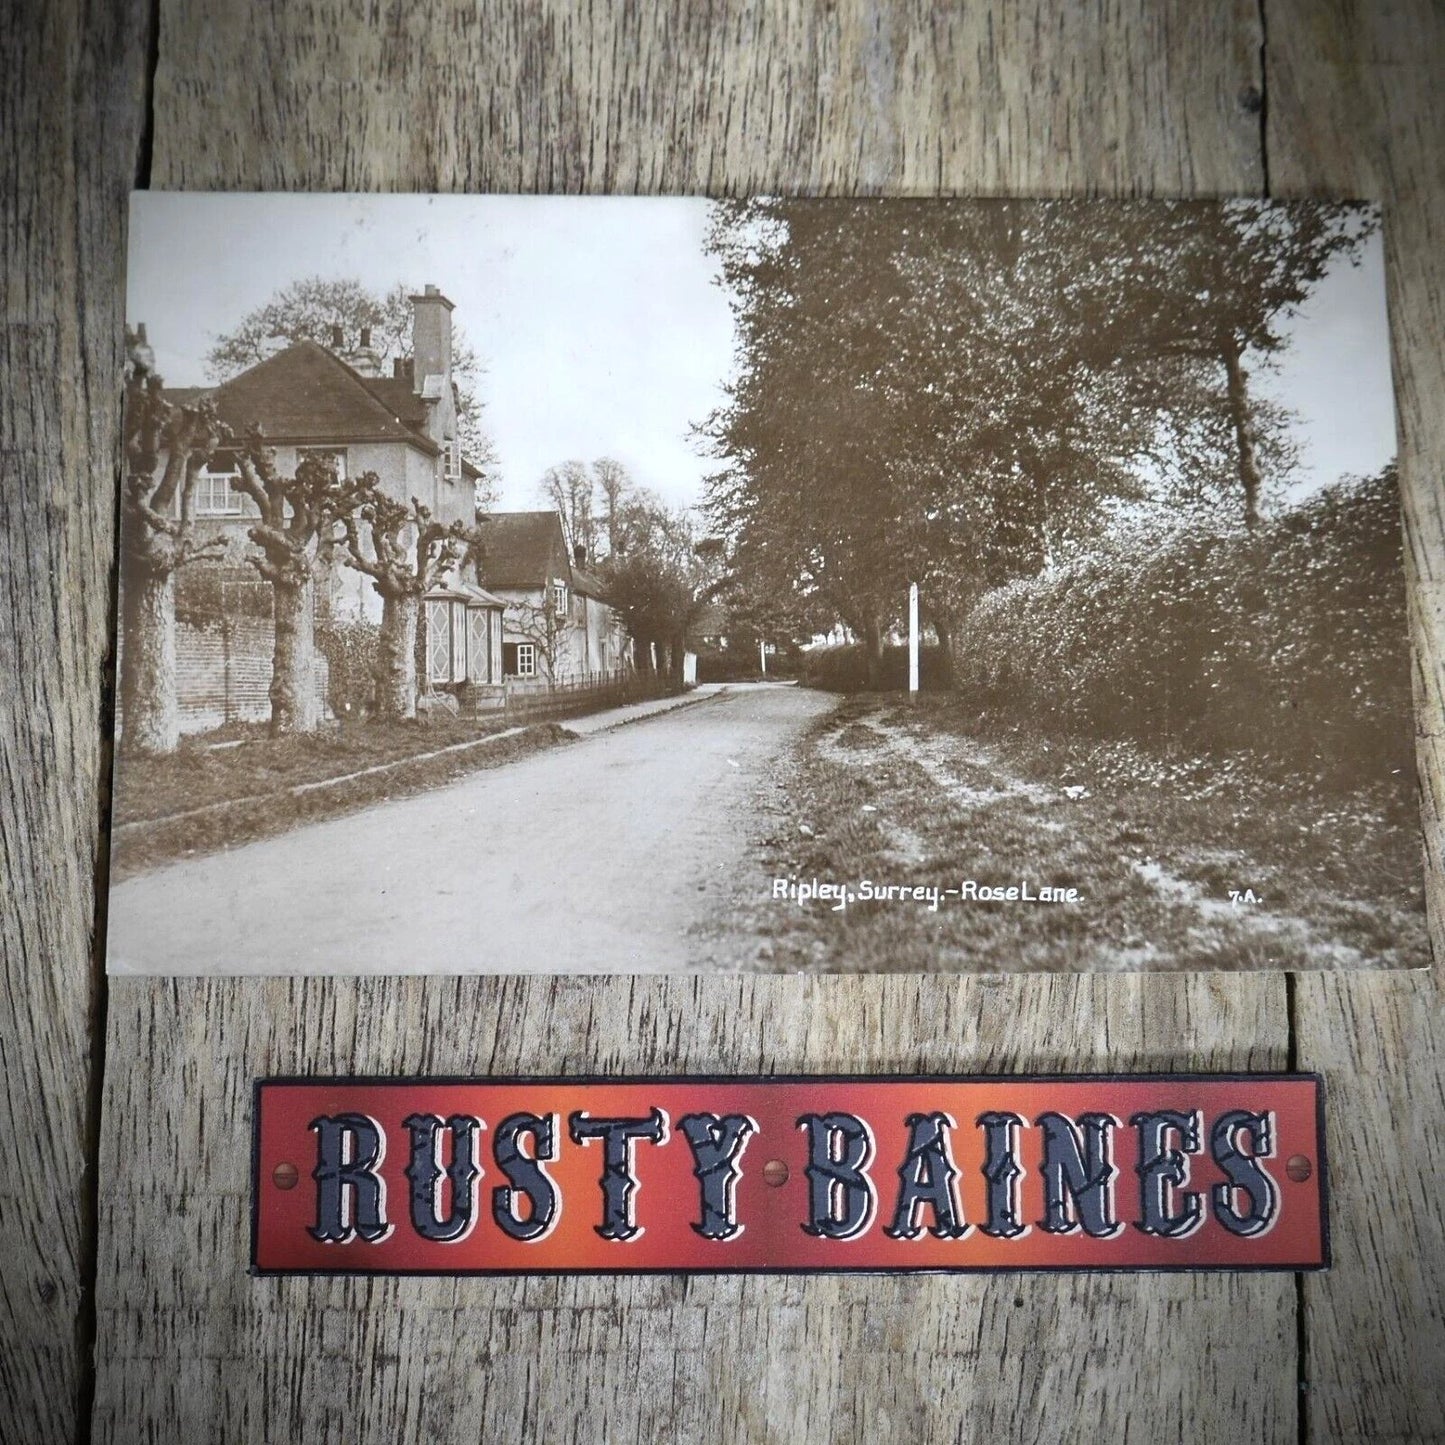 Ripley, Surrey.-Rose Lane. 7.A.
RUSTY BAINES